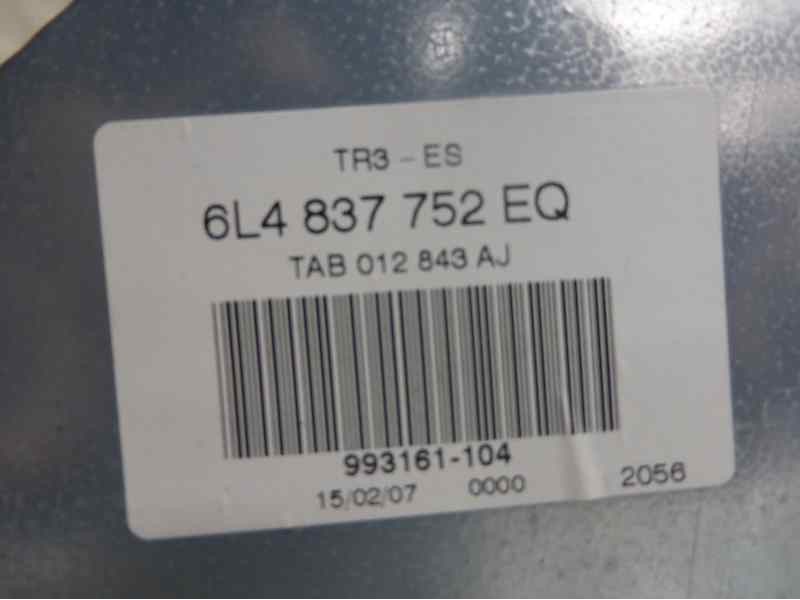 TR3 - ES
6L4 837 752 EQ
TAB 012 843 AJ
993161-104
15/02/07 0000 2056